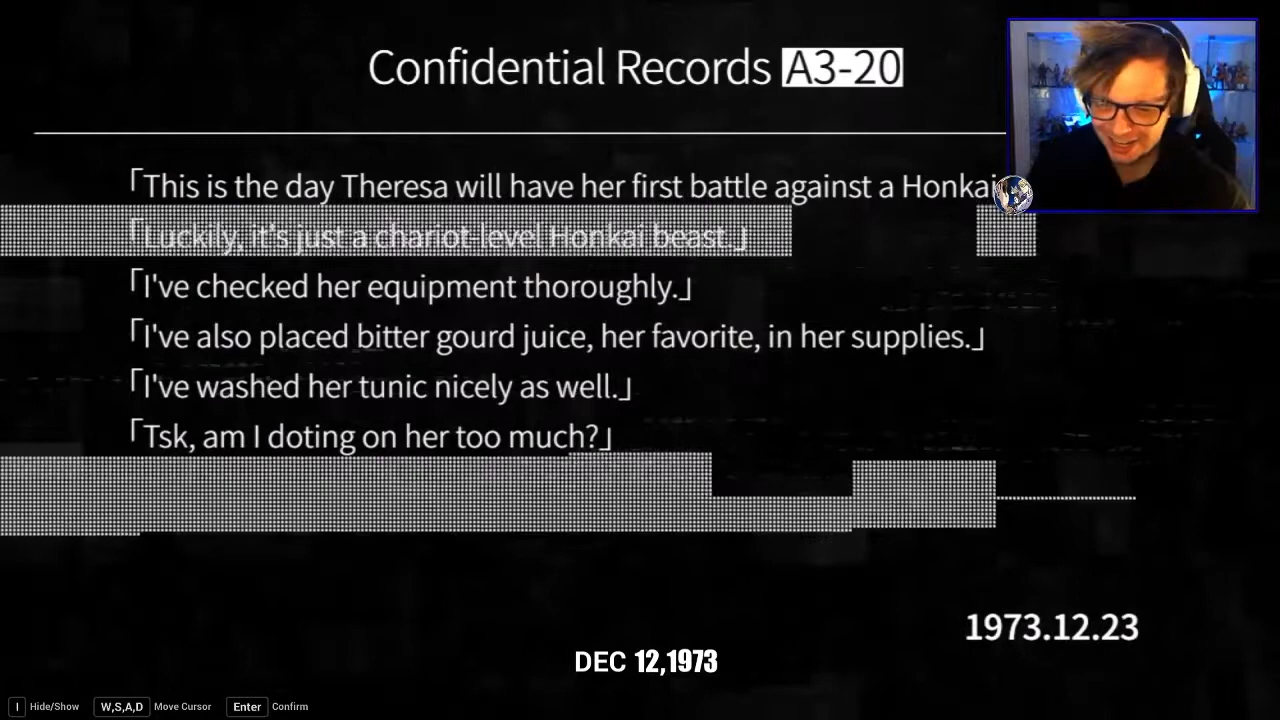 Confidential Records A3-20
「This is the day Theresa will have her first battle against a Honkai
「Luckily, it's just a chariot-level Honkai beast.」
「I've checked her equipment thoroughly.」
「I've also placed bitter gourd juice, her favorite, in her supplies.」
「I've washed her tunic nicely as well.」
「Tsk, am I doting on her too much?」
1973.12.23
DEC 12,1973
I Hide/Show W,S,A,D Move Cursor Enter Confirm